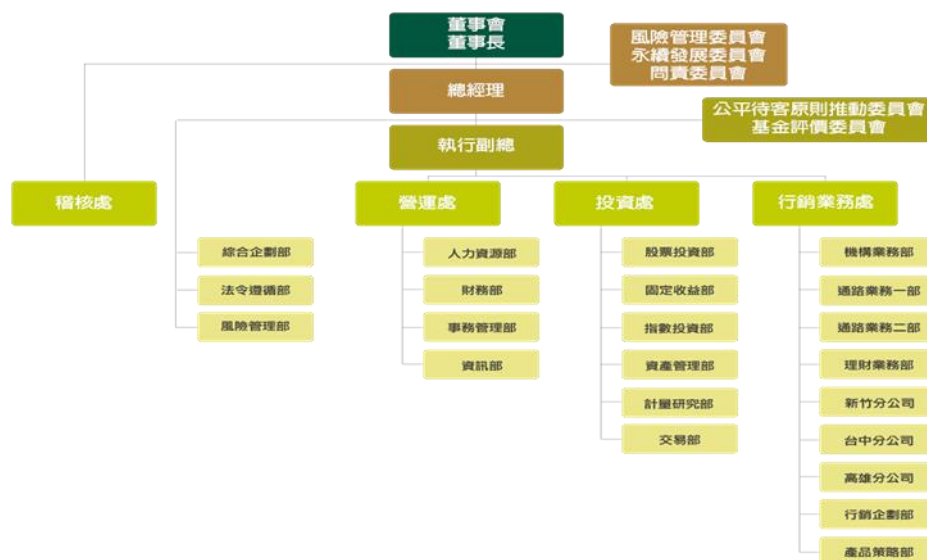 董事會
董事長
風險管理委員會
永續發展委員會
問責委員會
總經理
公平待客原則推動委員會
基金評價委員會
執行副總
稽核處
營運處
投資處
行銷業務處
綜合企劃部
法令遵循部
風險管理部
人力資源部
財務部
事務管理部
資訊部
股票投資部
固定收益部
指數投資部
資產管理部
計量研究部
交易部
機構業務部
通路業務一部
通路業務二部
理財業務部
新竹分公司
台中分公司
高雄分公司
行銷企劃部
產品策略部